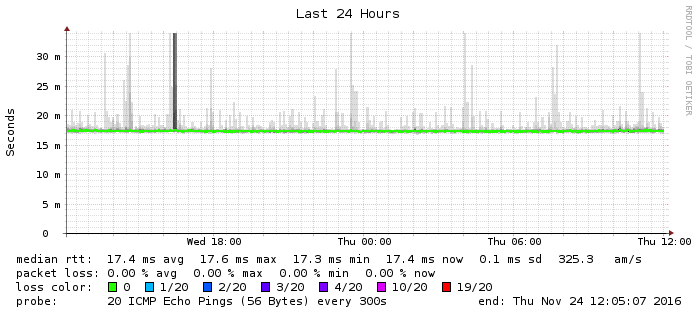 Last 24 Hours
RRDTOOL / TOBI OETIKER
Seconds
30 m
25 m
20 m
15 m
10 m
5 m
0
Wed 18:00 Thu 00:00 Thu 06:00 Thu 12:00
median rtt: 17.4 ms avg 17.6 ms max 17.3 ms min 17.4 ms now 0.1 ms sd 325.3 am/s
packet loss: 0.00 % avg 0.00 % max 0.00 % min 0.00 % now
loss color: 0 1/20 2/20 3/20 4/20 10/20 19/20
probe: 20 ICMP Echo Pings (56 Bytes) every 300s end: Thu Nov 24 12:05:07 2016